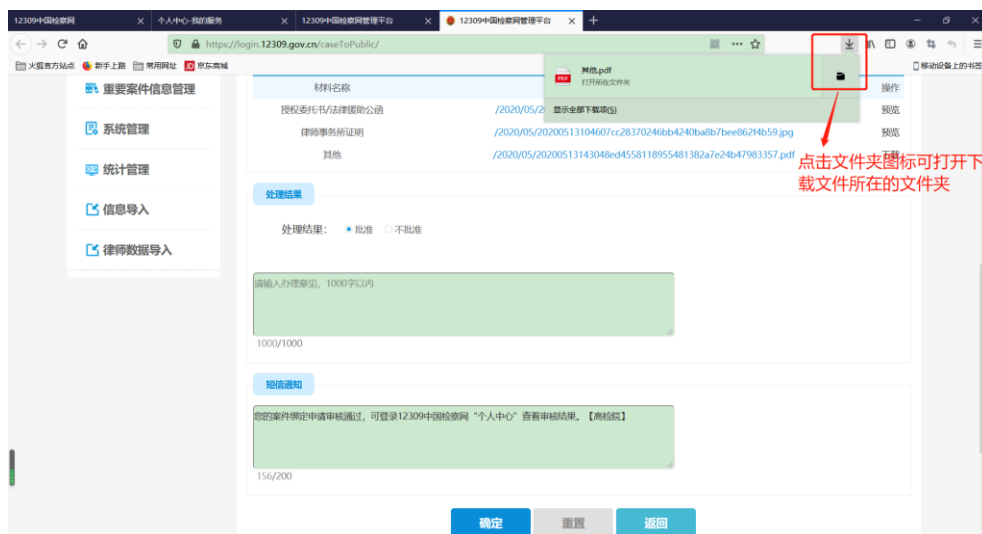 12309中国检察网
个人中心-我的服务
12309中国检察网管理平台
12309中国检察网管理平台
https://login.12309.gov.cn/caseToPublic/
火狐官方站点
新手上路
常用网址
JD 京东商城
移动设备上的书签
其他.pdf
打开所在文件夹
显示全部下载项(S)
重要案件信息管理
系统管理
统计管理
信息导入
律师数据导入
材料名称
操作
授权委托书/法律援助公函
/2020/05/2
预览
律师事务所证明
/2020/05/20200513104607cc28370246bb4240ba8b7bee862f4b59.jpg
预览
其他
/2020/05/20200513143048ed4558118955481382a7e24b47983357.pdf
下载
点击文件夹图标可打开下
载文件所在的文件夹
处理结果
处理结果：
批准
不批准
请输入办理意见，1000字以内
1000/1000
短信通知
您的案件绑定申请审核通过，可登录12309中国检察网“个人中心”查看审核结果。【高检院】
156/200
确定
重置
返回